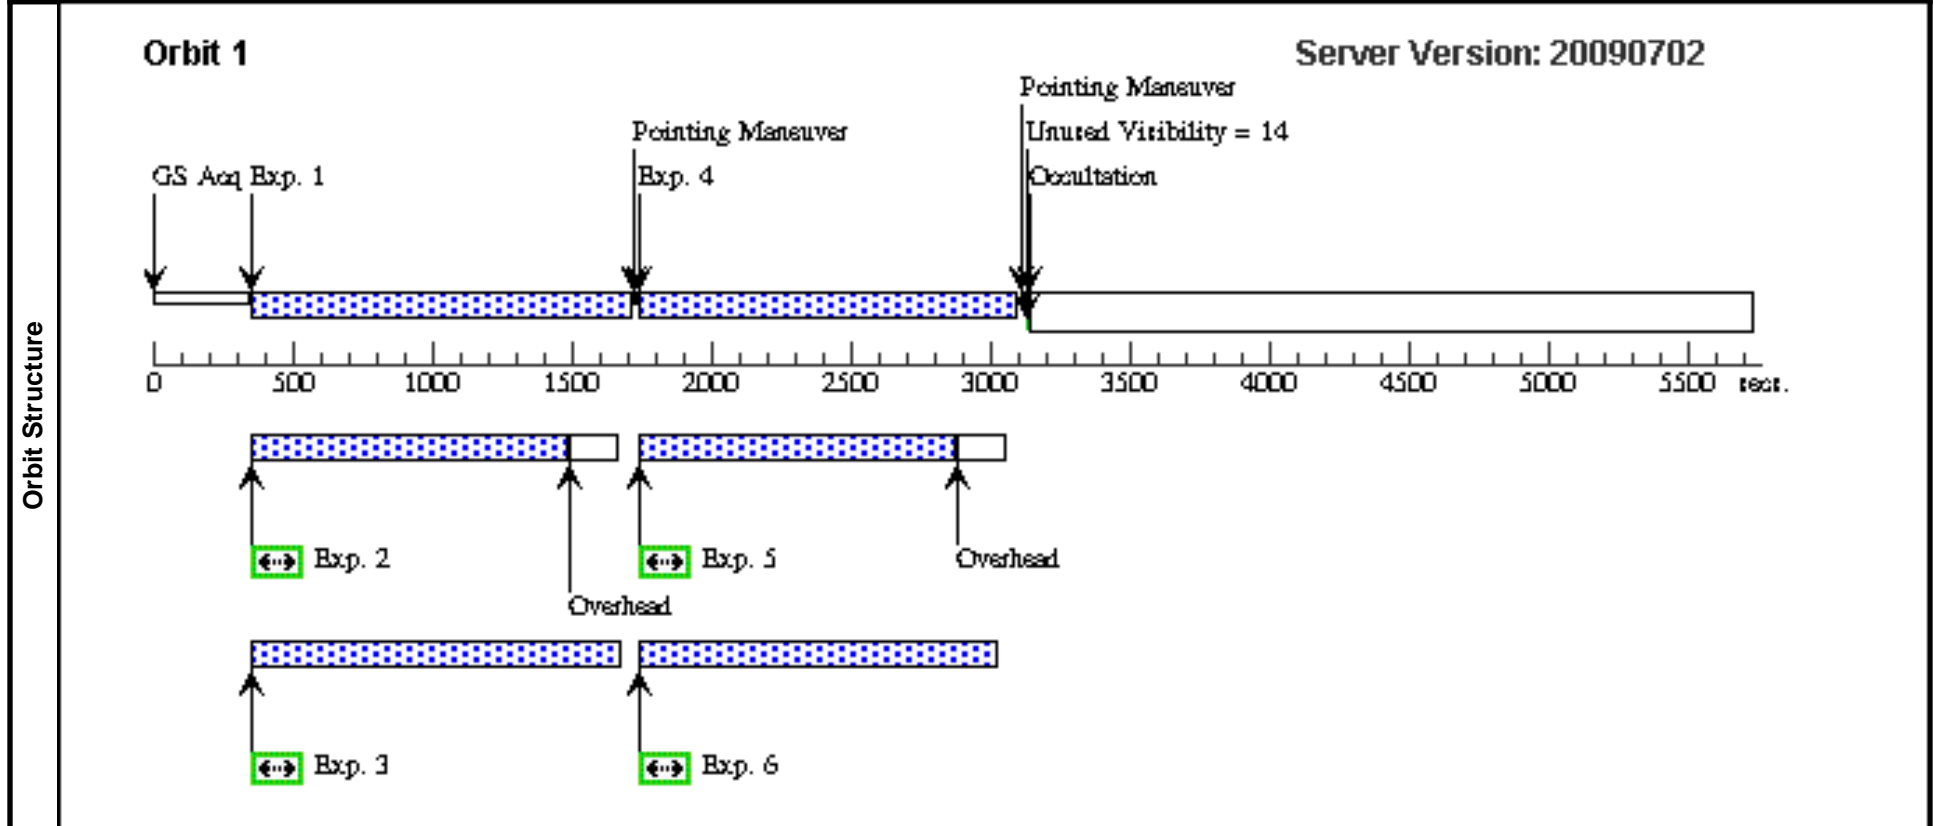 Orbit Structure
Orbit 1
Server Version: 20090702
Pointing Maneuver
Pointing Maneuver
Unused Visibility = 14
GS Acq
Exp. 1
Exp. 4
Occultation
0 500 1000 1500 2000 2500 3000 3500 4000 4500 5000 5500 secs.
Exp. 2
Exp. 5
Overhead
Overhead
Exp. 3
Exp. 6